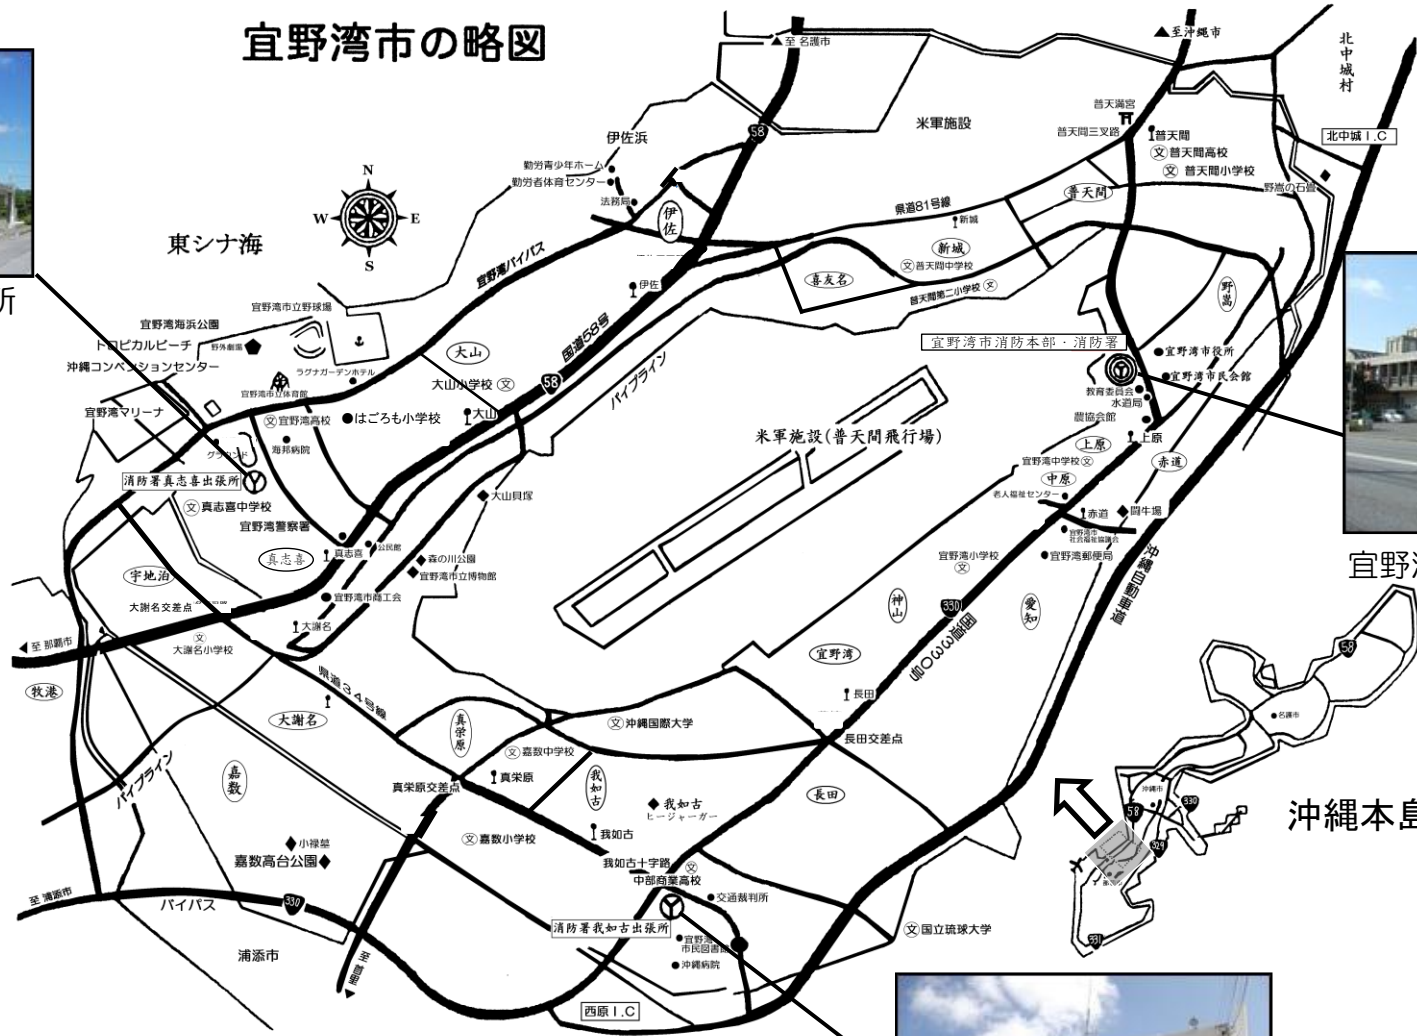 宜野湾市の略図
▲至 名護市
▲至沖縄市
北中城村
58
米軍施設
普天満宮
普天間三叉路
普天間
文 普天間高校
文 普天間小学校
北中城 I.C
野嵩の石畳
伊佐浜
勤労青少年ホーム
勤労者体育センター
法務局
伊佐
県道81号線
新城
普天間
新城
文 普天間中学校
喜友名
普天間第二小学校 文
野嵩
N
W
E
S
東シナ海
宜野湾バイパス
伊佐
国道58号
パイプライン
所
宜野湾市立野球場
宜野湾海浜公園
トロピカルビーチ
野外劇場
沖縄コンベンションセンター
ラグナガーデンホテル
宜野湾市立体育館
宜野湾マリーナ
大山
大山小学校 文
58
文 宜野湾高校
はごろも小学校
大山
海邦病院
グラウンド
消防署真志喜出張所
文 真志喜中学校
宜野湾警察署
大山貝塚
真志喜
真志喜
公民館
森の川公園
宜野湾市立博物館
宜野湾市消防本部・消防署
宜野湾市役所
宜野湾市民会館
教育委員会
水道局
農協会館
上原
上原
赤道
宜野湾中学校 文
中原
老人福祉センター
赤道
闘牛場
宜野湾市
社会福祉協議会
宜野湾郵便局
宜野湾小学校
文
米軍施設(普天間飛行場)
沖縄自動車道
宜野湾
宇地泊
大謝名交差点
宜野湾市商工会
大謝名
文
大謝名小学校
◀至 那覇市
牧港
県道34号線
大謝名
神山
330
国道330号
愛知
宜野湾
長田
長田交差点
文 沖縄国際大学
真栄原
文 嘉数中学校
真栄原
真栄原交差点
我如古
我如古
ヒージャーガー
長田
パイプライン
嘉数
文 嘉数小学校
我如古
我如古十字路
文
中部商業高校
小禄墓
嘉数高台公園
至 浦添市
バイパス
330
浦添市
至 首里
消防署我如古出張所
交通裁判所
宜野湾
市民図書館
沖縄病院
文 国立琉球大学
西原 I.C
58
名護市
沖縄市
58
330
329
331
沖縄本島